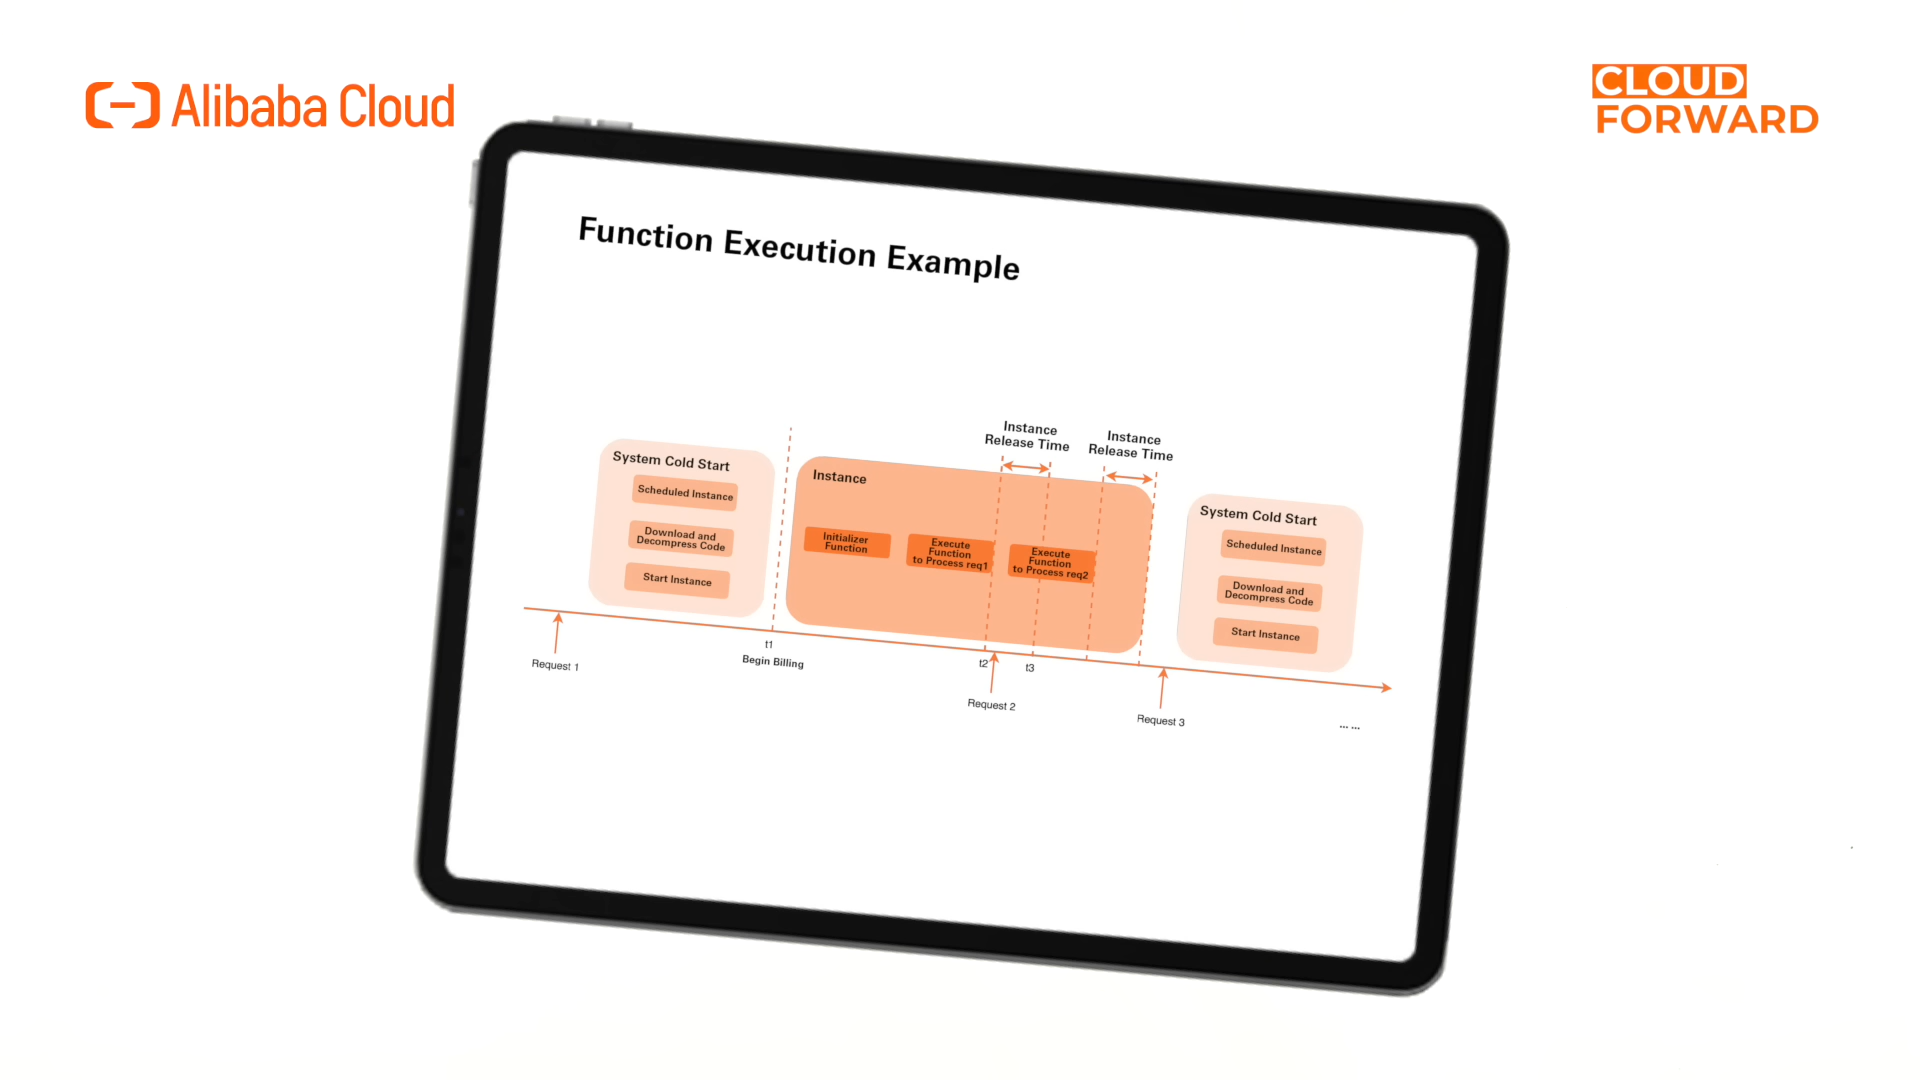 Alibaba Cloud
CLOUD
FORWARD
Function Execution Example
System Cold Start
Scheduled Instance
Download and
Decompress Code
Start Instance
Instance
Initializer
Function
Execute
Function
to Process req1
Execute
Function
to Process req2
Instance
Release Time
Instance
Release Time
System Cold Start
Scheduled Instance
Download and
Decompress Code
Start Instance
Request 1
t1
Begin Billing
t2
t3
Request 2
Request 3
... ...